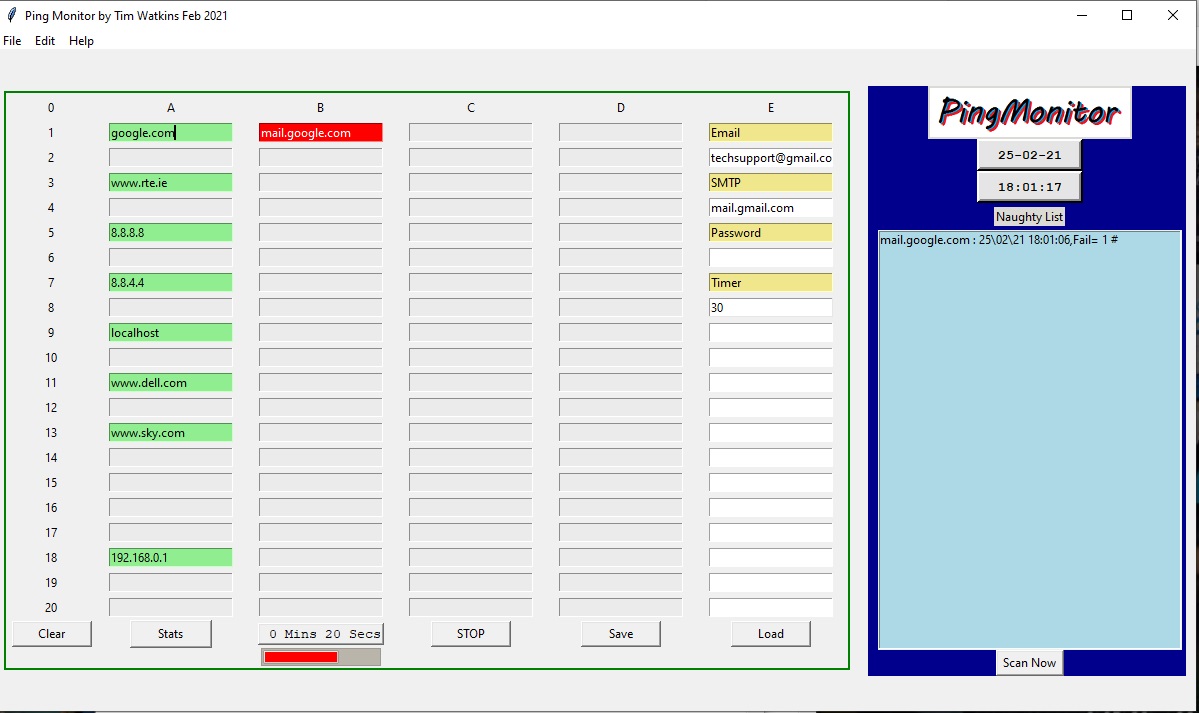 Ping Monitor by Tim Watkins Feb 2021
File Edit Help
0 A B C D E
1 google.com mail.google.com Email
2 techsupport@gmail.co
3 www.rte.ie SMTP
4 mail.gmail.com
5 8.8.8.8 Password
6
7 8.8.4.4 Timer
8 30
9 localhost
10
11 www.dell.com
12
13 www.sky.com
14
15
16
17
18 192.168.0.1
19
20
Clear Stats 0 Mins 20 Secs STOP Save Load
PingMonitor
25-02-21
18:01:17
Naughty List
mail.google.com : 25\02\21 18:01:06,Fail= 1 #
Scan Now